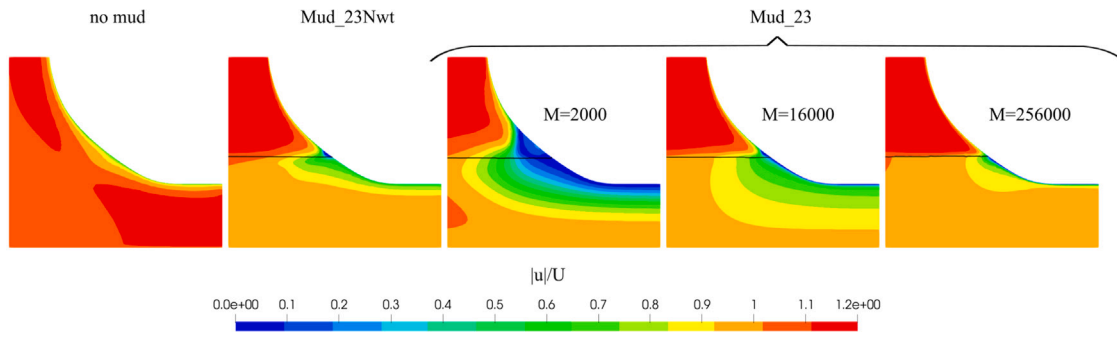 no mud Mud_23Nwt Mud_23
M=2000 M=16000 M=256000
|u|/U
0.0e+00 0.1 0.2 0.3 0.4 0.5 0.6 0.7 0.8 0.9 1 1.1 1.2e+00